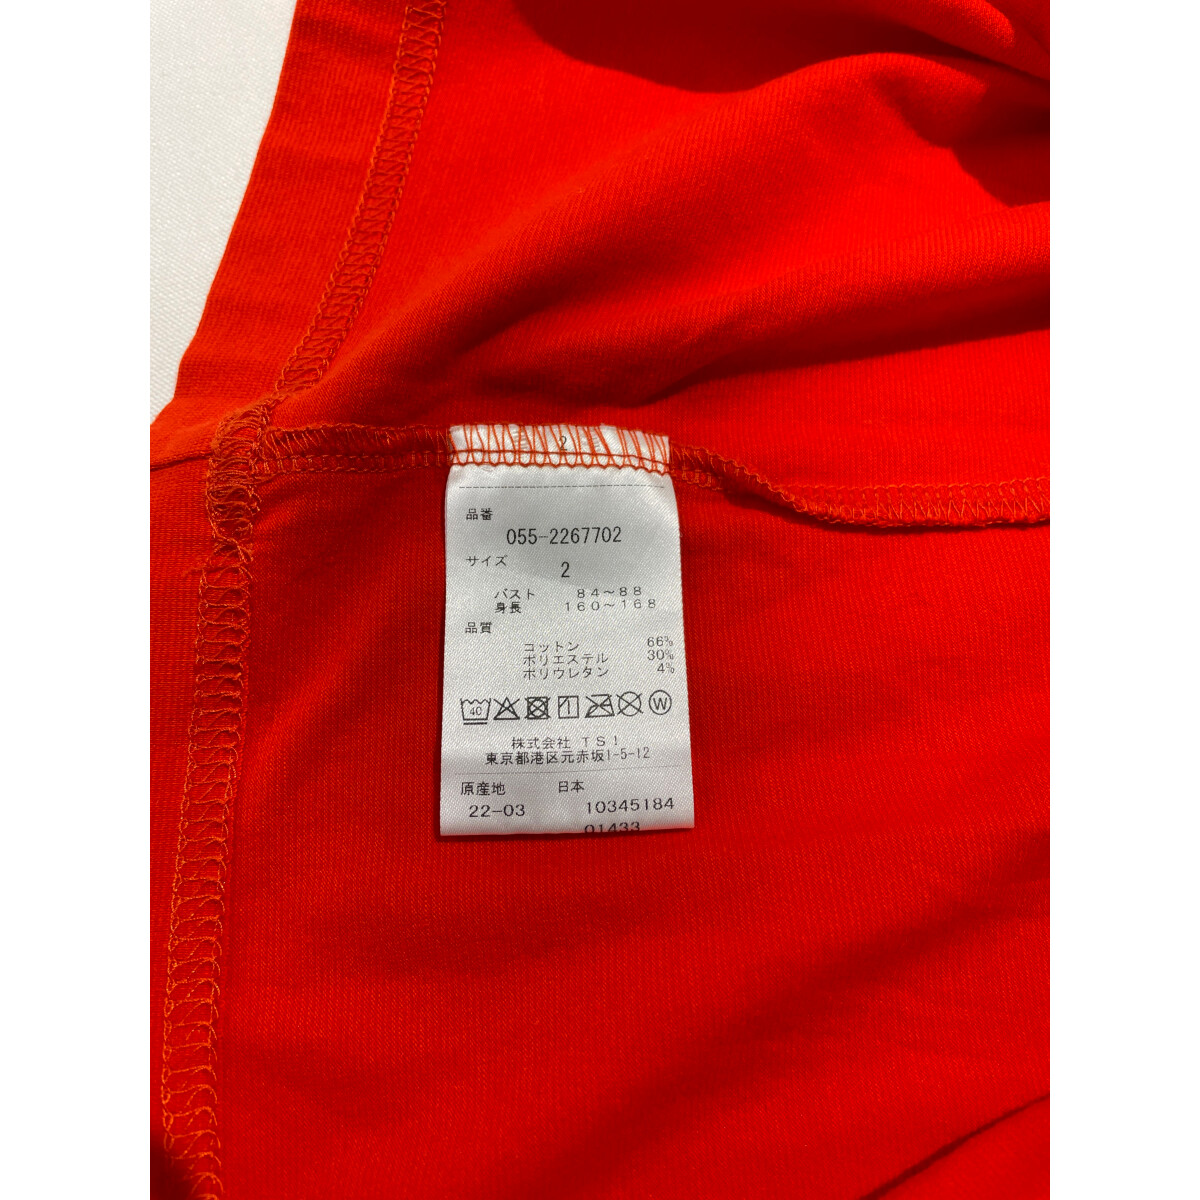 2
品番
055-2267702
サイズ
2
バスト 84～88
身長 160～168
品質
コットン 66%
ポリエステル 30%
ポリウレタン 4%
40 W
株式会社 TSI
東京都港区元赤坂1-5-12
原産地 日本
22-03 10345184
01433